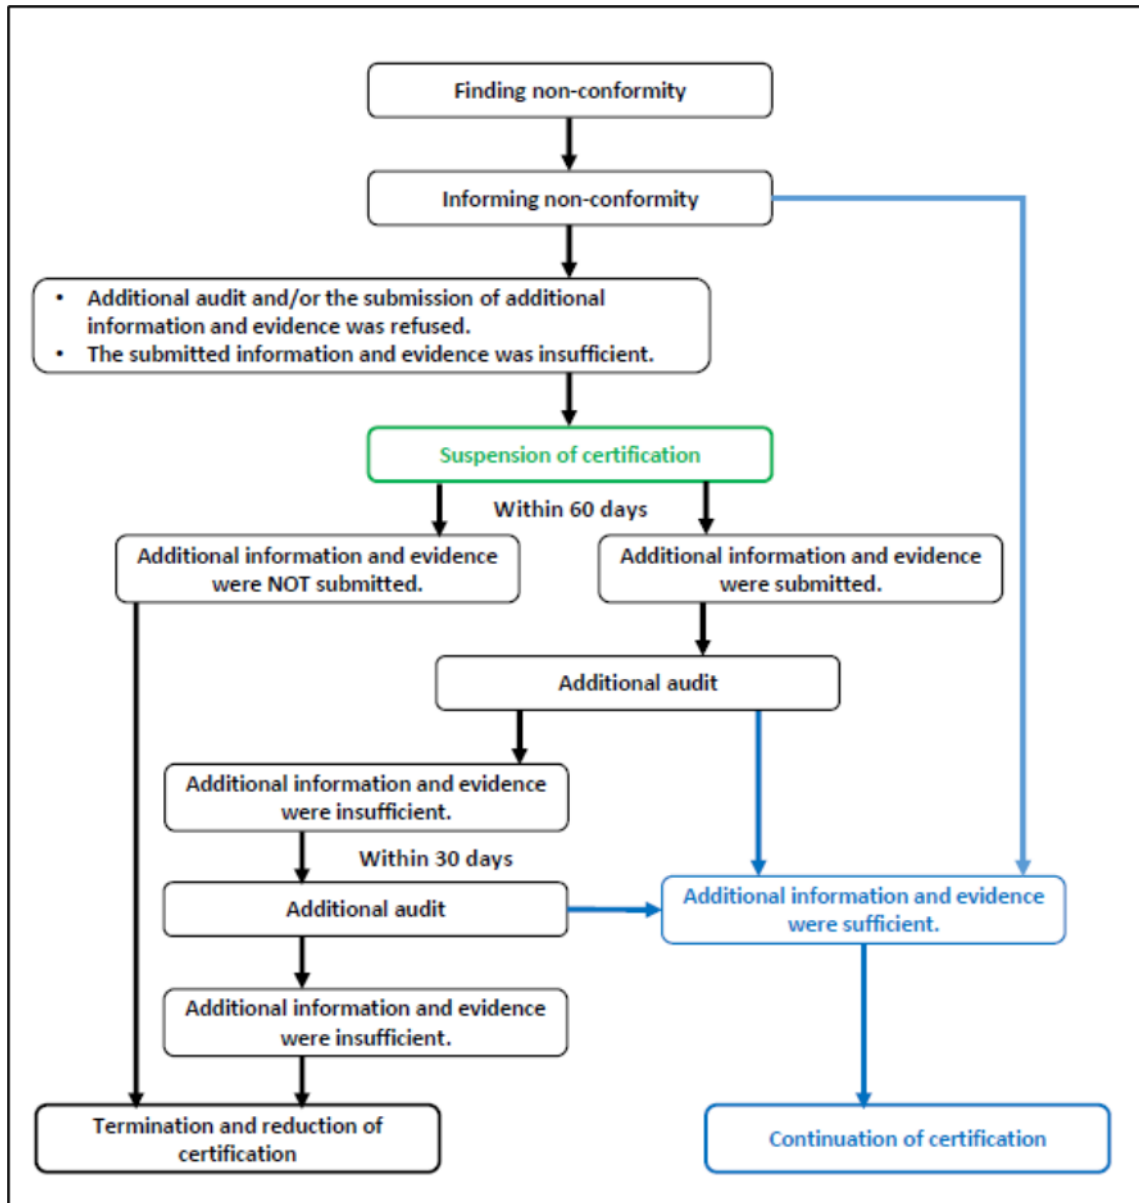 Finding non-conformity
Informing non-conformity
• Additional audit and/or the submission of additional
information and evidence was refused.
• The submitted information and evidence was insufficient.
Suspension of certification
Within 60 days
Additional information and evidence
were NOT submitted.
Additional information and evidence
were submitted.
Additional audit
Additional information and evidence
were insufficient.
Within 30 days
Additional audit
Additional information and evidence
were sufficient.
Additional information and evidence
were insufficient.
Termination and reduction of
certification
Continuation of certification